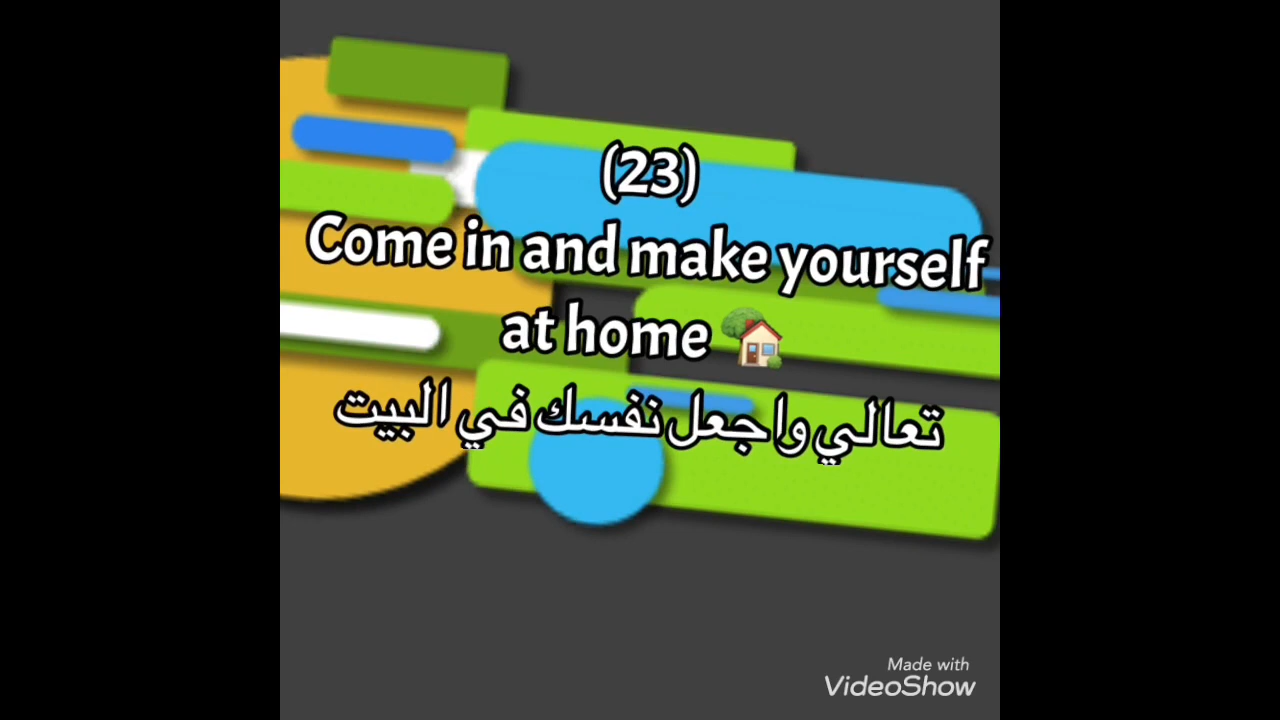 (23)
Come in and make yourself
at home 🏡
تعالي واجعل نفسك في البيت
Made with
VideoShow